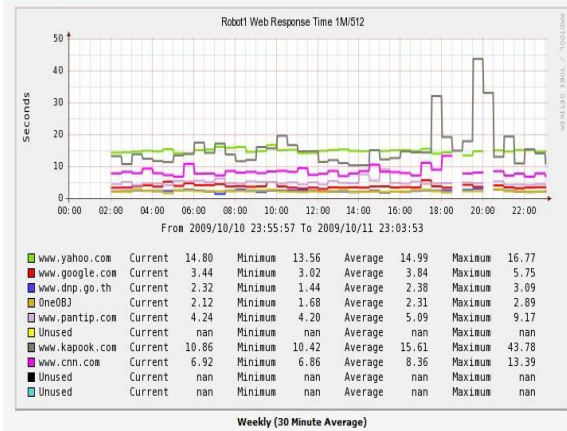 Robot1 Web Response Time 1M/512
RRDTOOL / TOBI OETIKER
Seconds
50
40
30
20
10
0
00:00 02:00 04:00 06:00 08:00 10:00 12:00 14:00 16:00 18:00 20:00 22:00
From 2009/10/10 23:55:57 To 2009/10/11 23:03:53
www.yahoo.com Current 14.80 Minimum 13.56 Average 14.99 Maximum 16.77
www.google.com Current 3.44 Minimum 3.02 Average 3.84 Maximum 5.75
www.dnp.go.th Current 2.32 Minimum 1.44 Average 2.38 Maximum 3.09
OneOBJ Current 2.12 Minimum 1.68 Average 2.31 Maximum 2.89
www.pantip.com Current 4.24 Minimum 4.20 Average 5.09 Maximum 9.17
Unused Current nan Minimum nan Average nan Maximum nan
www.kapook.com Current 10.86 Minimum 10.42 Average 15.61 Maximum 43.78
www.cnn.com Current 6.92 Minimum 6.86 Average 8.36 Maximum 13.39
Unused Current nan Minimum nan Average nan Maximum nan
Unused Current nan Minimum nan Average nan Maximum nan
Weekly (30 Minute Average)